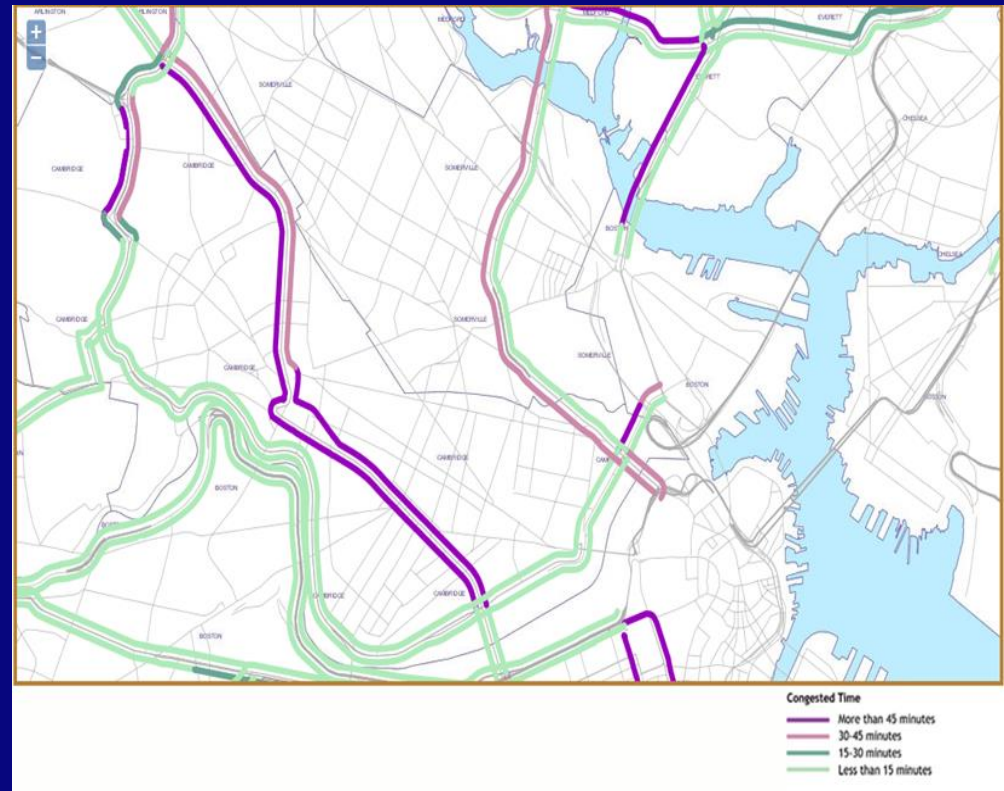 ARLINGTON
ARLINGTON
MEDFORD
MEDFORD
EVERETT
+
−
SOMERVILLE
EVERETT
CHELSEA
CAMBRIDGE
CAMBRIDGE
SOMERVILLE
BOSTON
CHELSEA
CAMBRIDGE
SOMERVILLE
CAMBRIDGE
SOMERVILLE
BOSTON
CAMBRIDGE
BOSTON
CAMBRIDGE
CAMBRIDGE
BOSTON
Congested Time
More than 45 minutes
30-45 minutes
15-30 minutes
Less than 15 minutes